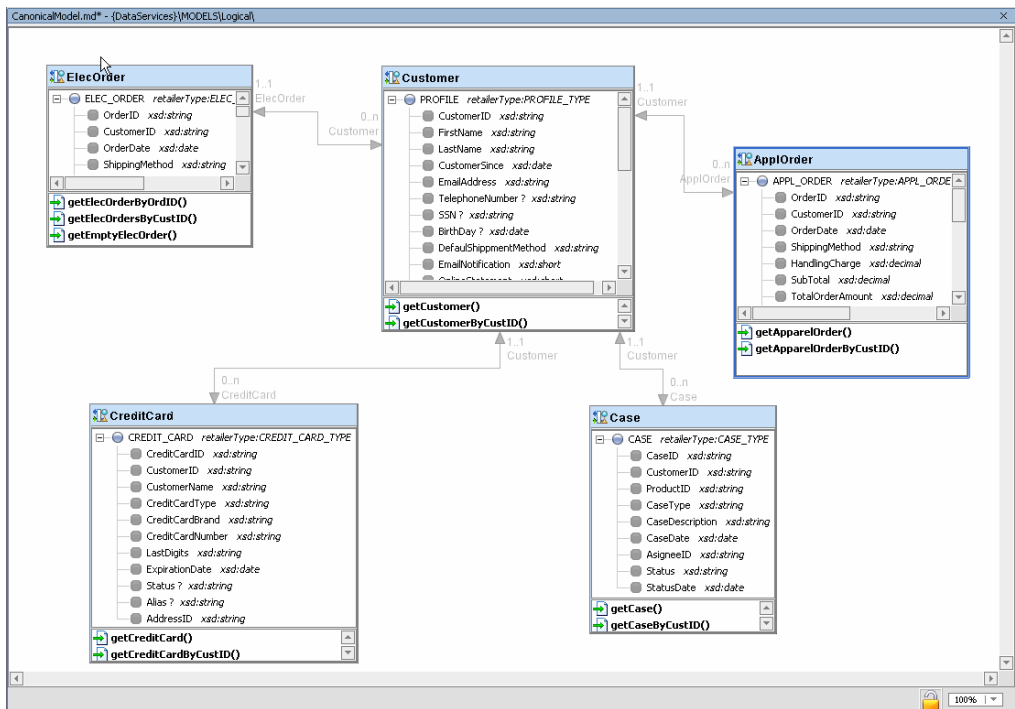 CanonicalModel.md* - {DataServices}\MODELS\Logical\
ElecOrder
ELEC_ORDER retailerType:ELEC_
OrderID xsd:string
CustomerID xsd:string
OrderDate xsd:date
ShippingMethod xsd:string
getElecOrderByOrdID()
getElecOrdersByCustID()
getEmptyElecOrder()
1..1
ElecOrder
0..n
Customer
Customer
PROFILE retailerType:PROFILE_TYPE
CustomerID xsd:string
FirstName xsd:string
LastName xsd:string
CustomerSince xsd:date
EmailAddress xsd:string
TelephoneNumber ? xsd:string
SSN ? xsd:string
BirthDay ? xsd:date
DefaulShippmentMethod xsd:string
EmailNotification xsd:short
OnlineStatement xsd:short
getCustomer()
getCustomerByCustID()
1..1
Customer
0..n
ApplOrder
ApplOrder
APPL_ORDER retailerType:APPL_ORDE
OrderID xsd:string
CustomerID xsd:string
OrderDate xsd:date
ShippingMethod xsd:string
HandlingCharge xsd:decimal
SubTotal xsd:decimal
TotalOrderAmount xsd:decimal
getApparelOrder()
getApparelOrderByCustID()
1..1
Customer
0..n
CreditCard
1..1
Customer
0..n
Case
CreditCard
CREDIT_CARD retailerType:CREDIT_CARD_TYPE
CreditCardID xsd:string
CustomerID xsd:string
CustomerName xsd:string
CreditCardType xsd:string
CreditCardBrand xsd:string
CreditCardNumber xsd:string
LastDigits xsd:string
ExpirationDate xsd:date
Status ? xsd:string
Alias ? xsd:string
AddressID xsd:string
getCreditCard()
getCreditCardByCustID()
Case
CASE retailerType:CASE_TYPE
CaseID xsd:string
CustomerID xsd:string
ProductID xsd:string
CaseType xsd:string
CaseDescription xsd:string
CaseDate xsd:date
AsigneeID xsd:string
Status xsd:string
StatusDate xsd:date
getCase()
getCaseByCustID()
100%